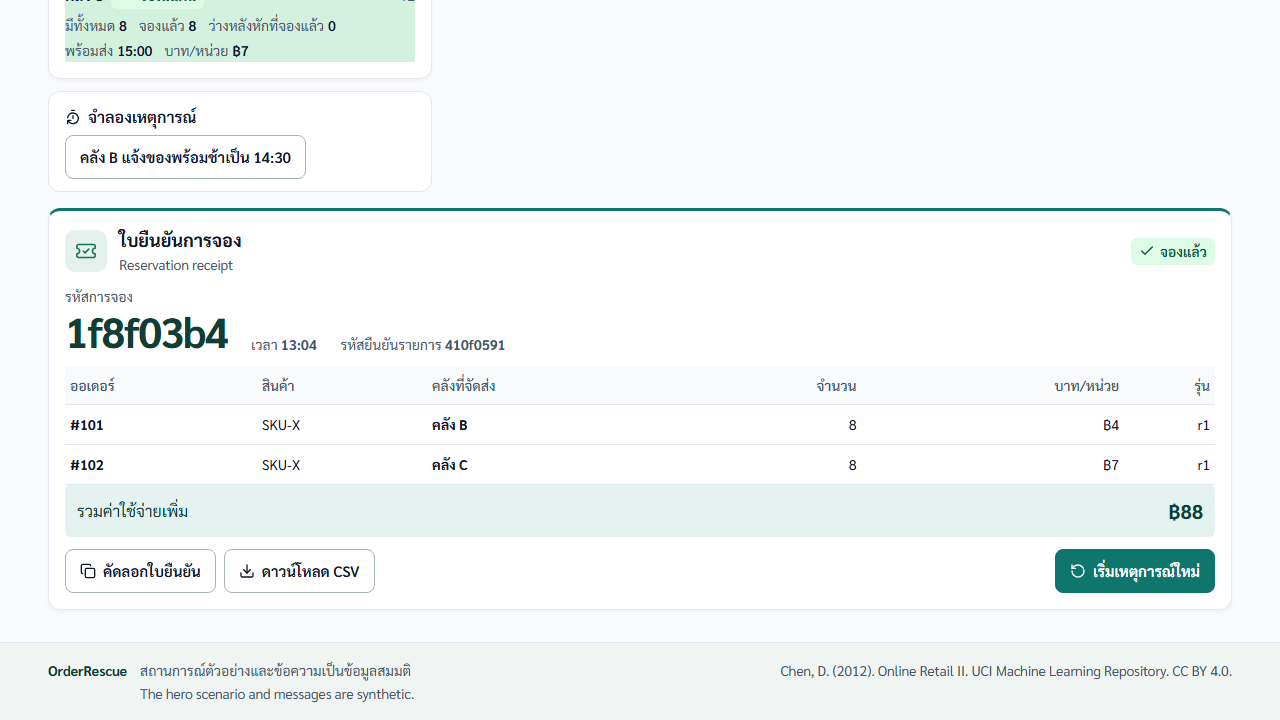 มีทั้งหมด 8 จองแล้ว 8 ว่างหลังหักที่จองแล้ว 0
พร้อมส่ง 15:00 บาท/หน่วย ฿7
จำลองเหตุการณ์
คลัง B แจ้งของพร้อมช้าเป็น 14:30
ใบยืนยันการจอง
Reservation receipt
จองแล้ว
รหัสการจอง
1f8f03b4 เวลา 13:04 รหัสยืนยันรายการ 410f0591
ออเดอร์ สินค้า คลังที่จัดส่ง จำนวน บาท/หน่วย รุ่น
#101 SKU-X คลัง B 8 ฿4 r1
#102 SKU-X คลัง C 8 ฿7 r1
รวมค่าใช้จ่ายเพิ่ม ฿88
คัดลอกใบยืนยัน ดาวน์โหลด CSV เริ่มเหตุการณ์ใหม่
OrderRescue สถานการณ์ตัวอย่างและข้อความเป็นข้อมูลสมมติ Chen, D. (2012). Online Retail II. UCI Machine Learning Repository. CC BY 4.0.
The hero scenario and messages are synthetic.